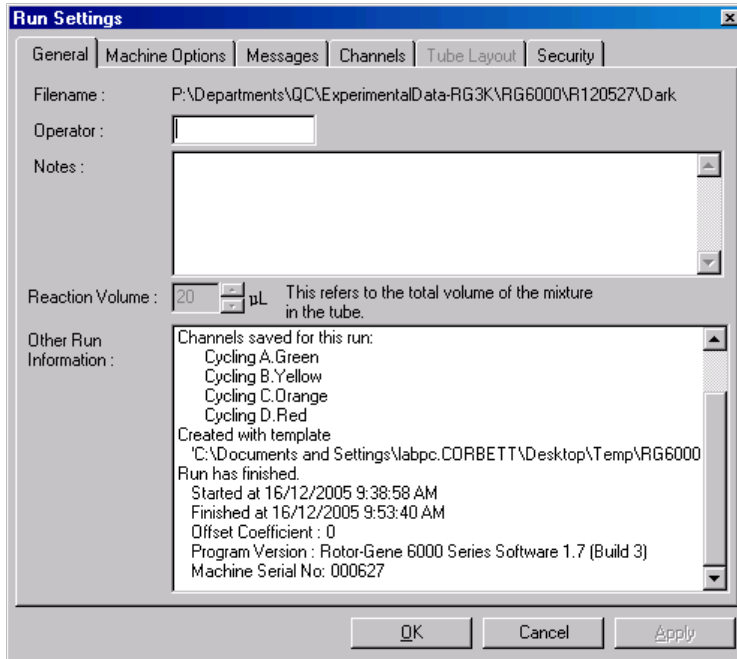 Run Settings
General Machine Options Messages Channels Tube Layout Security
Filename : P:\Departments\QC\ExperimentalData-RG3K\RG6000\R120527\Dark
Operator :
Notes :
Reaction Volume : 20 µL This refers to the total volume of the mixture
in the tube.
Other Run
Information :
Channels saved for this run:
Cycling A.Green
Cycling B.Yellow
Cycling C.Orange
Cycling D.Red
Created with template
'C:\Documents and Settings\labpc.CORBETT\Desktop\Temp\RG6000
Run has finished.
Started at 16/12/2005 9:38:58 AM
Finished at 16/12/2005 9:53:40 AM
Offset Coefficient : 0
Program Version : Rotor-Gene 6000 Series Software 1.7 (Build 3)
Machine Serial No: 000627
OK Cancel Apply